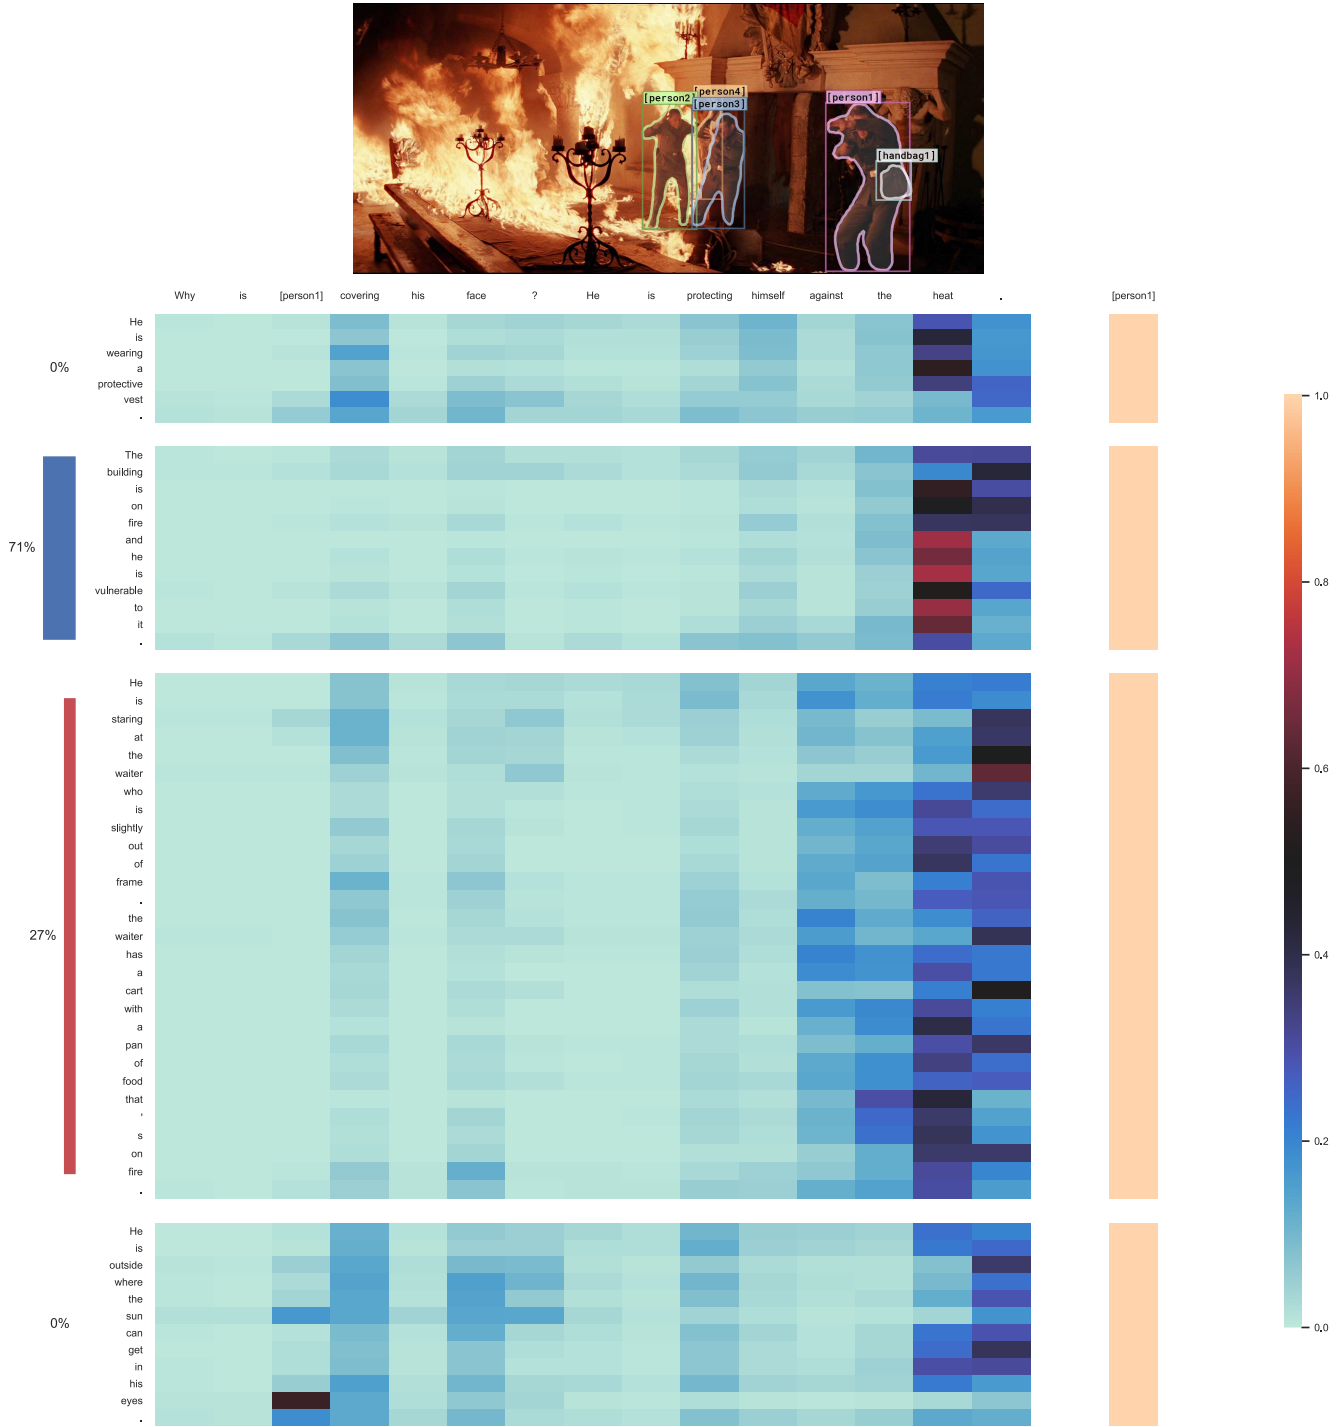 [person2]
[person4]
[person3]
[person1]
[handbag1]
Why is [person1] covering his face ? He is protecting himself against the heat . [person1]
He
is
wearing
a
protective
vest
.
0%
The
building
is
on
fire
and
he
is
vulnerable
to
it
.
71%
He
is
staring
at
the
waiter
who
is
slightly
out
of
frame
.
the
waiter
has
a
cart
with
a
pan
of
food
that
'
s
on
fire
.
27%
He
is
outside
where
the
sun
can
get
in
his
eyes
.
0%
1.0
0.8
0.6
0.4
0.2
0.0